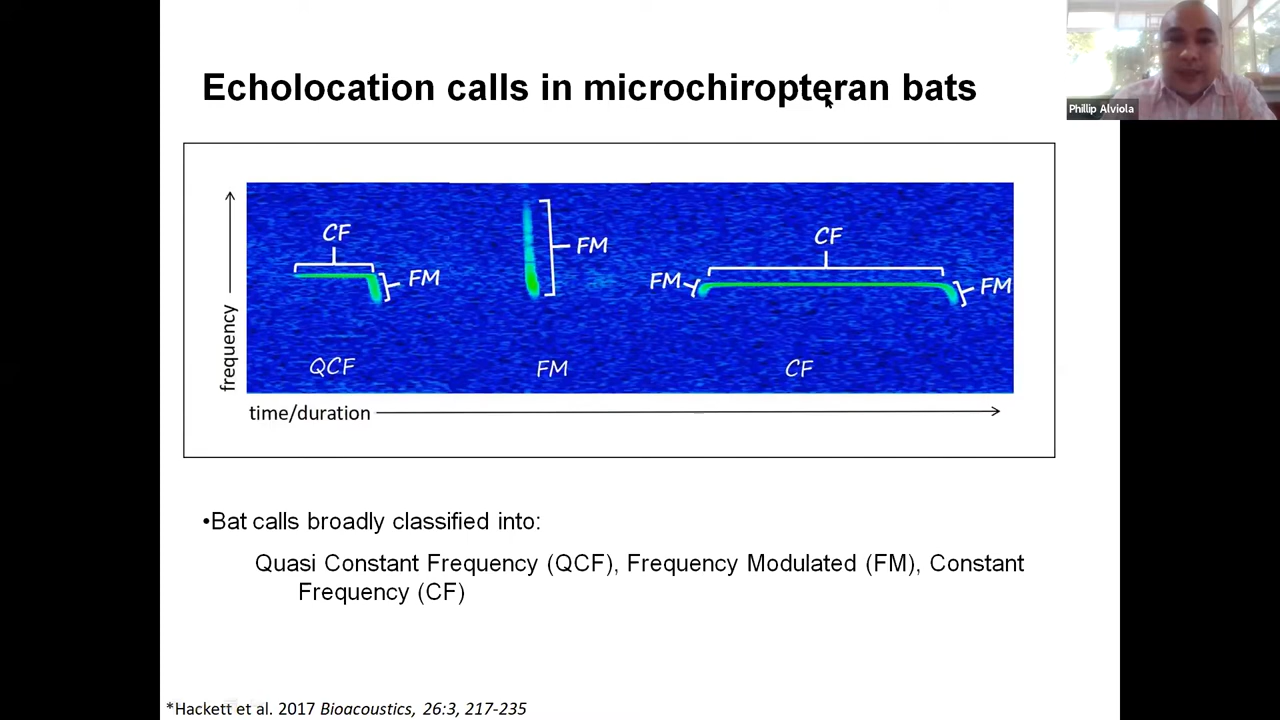 Echolocation calls in microchiropteran bats
Phillip Alviola
frequency
CF
FM
FM
CF
FM
FM
QCF
FM
CF
time/duration
•Bat calls broadly classified into:
Quasi Constant Frequency (QCF), Frequency Modulated (FM), Constant
Frequency (CF)
*Hackett et al. 2017 Bioacoustics, 26:3, 217-235